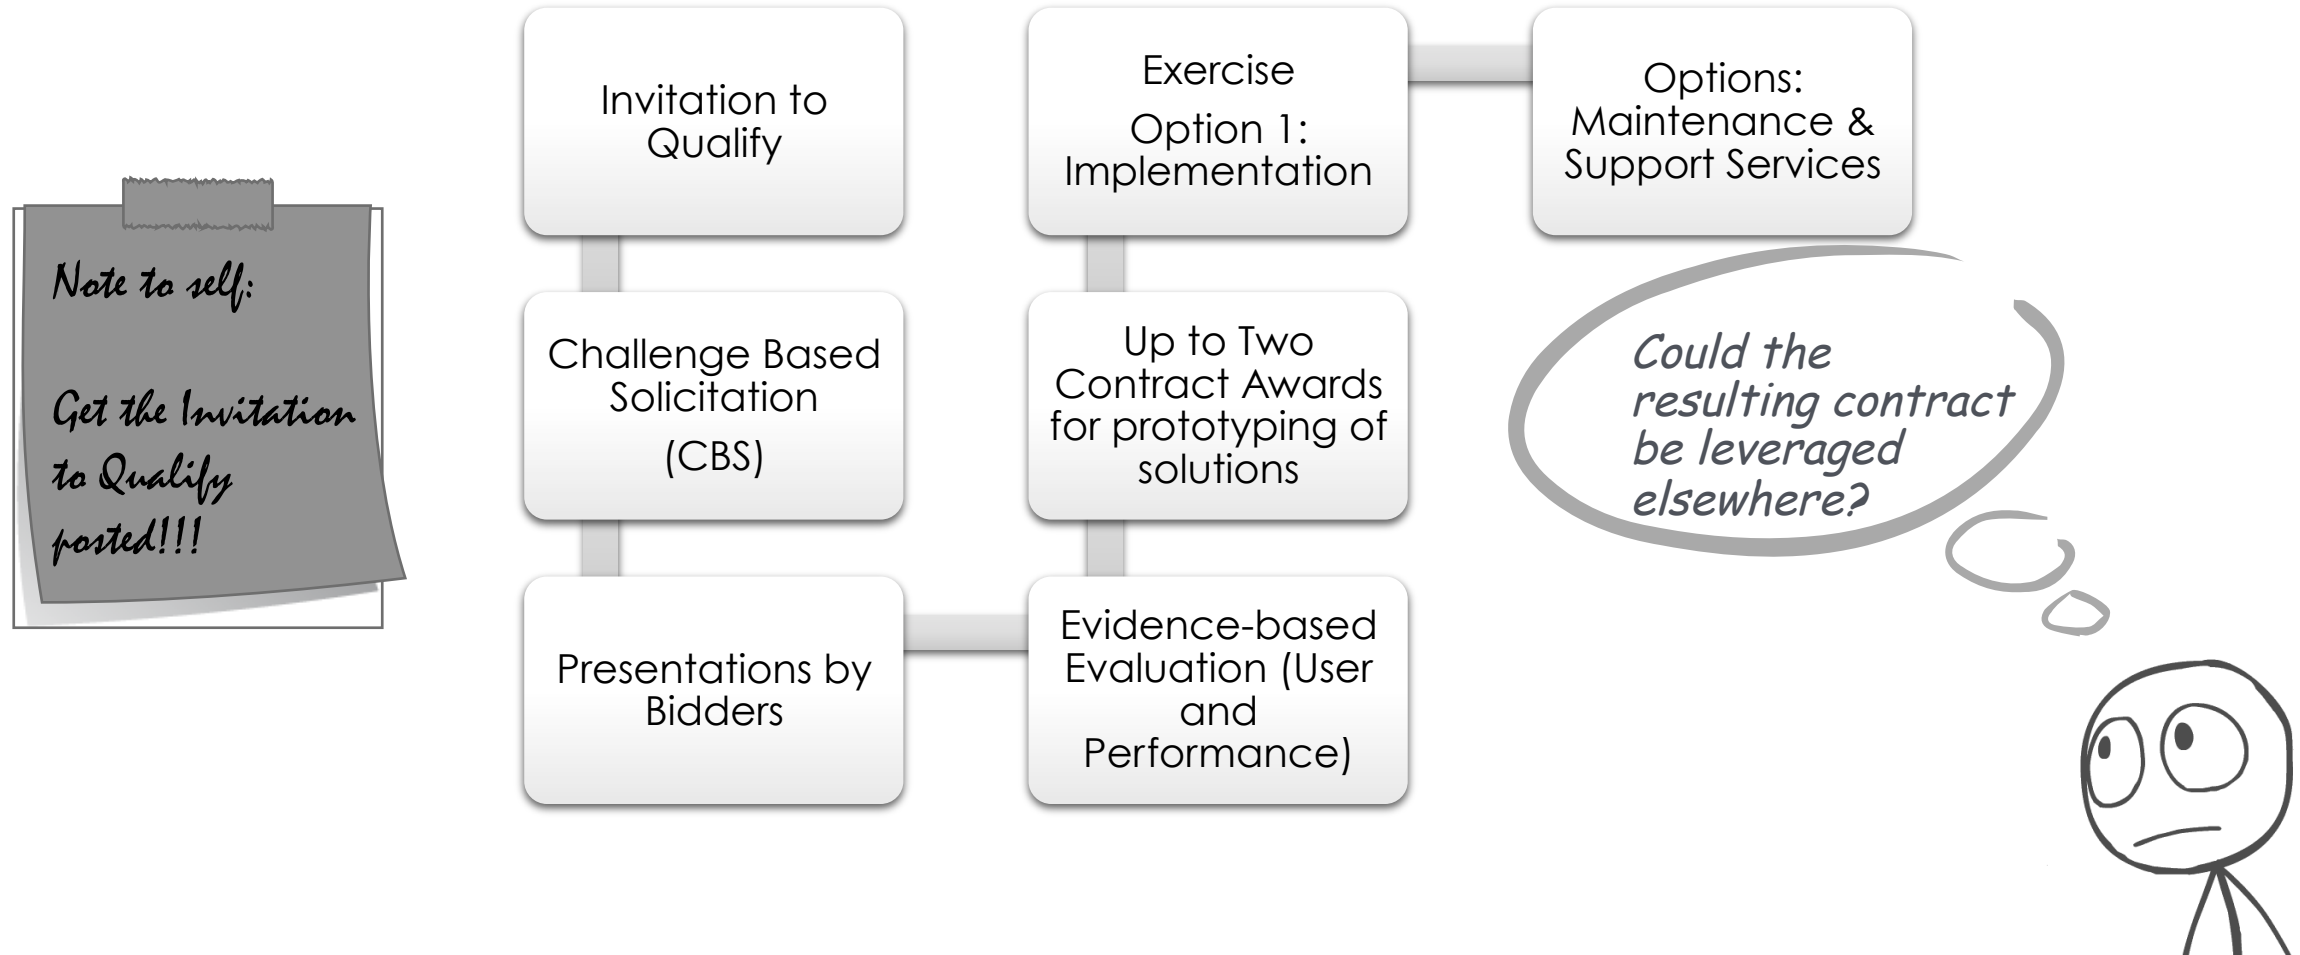 Note to self:
Get the Invitation
to Qualify
posted!!!
Invitation to
Qualify
Challenge Based
Solicitation
(CBS)
Presentations by
Bidders
Evidence-based
Evaluation (User
and
Performance)
Up to Two
Contract Awards
for prototyping of
solutions
Exercise
Option 1:
Implementation
Options:
Maintenance &
Support Services
Could the
resulting contract
be leveraged
elsewhere?